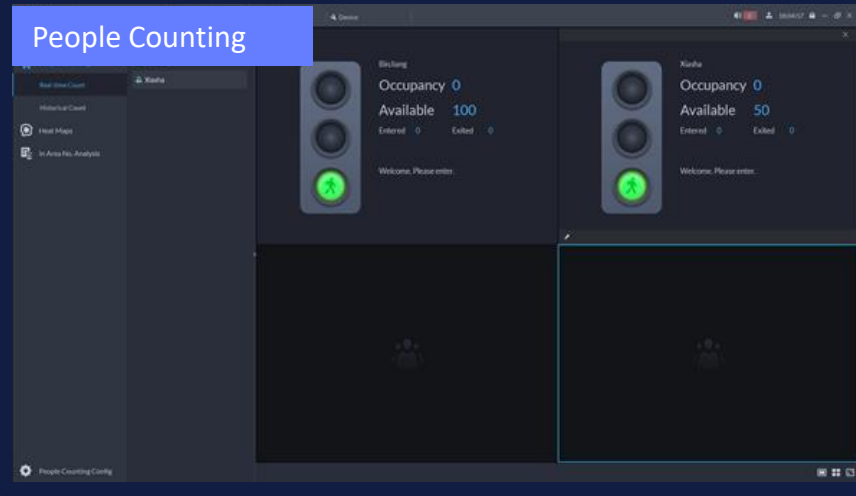 People Counting
Device
Real-time Count
Historical Count
Heat Maps
In Area No. Analysis
People Counting Config
Xiasha
Binjiang
Occupancy 0
Available 100
Entered 0 Exited 0
Welcome, Please enter.
Xiasha
Occupancy 0
Available 50
Entered 0 Exited 0
Welcome, Please enter.